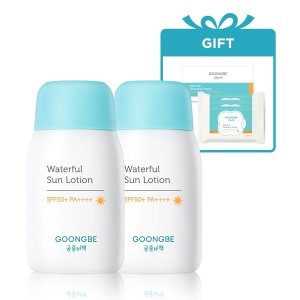 GIFT
GOONGBE
Waterful
Sun Lotion
SPF50+ PA++++
GOONGBE
궁중비책
Waterful
Sun Lotion
SPF50+ PA++++
GOONGBE
궁중비책